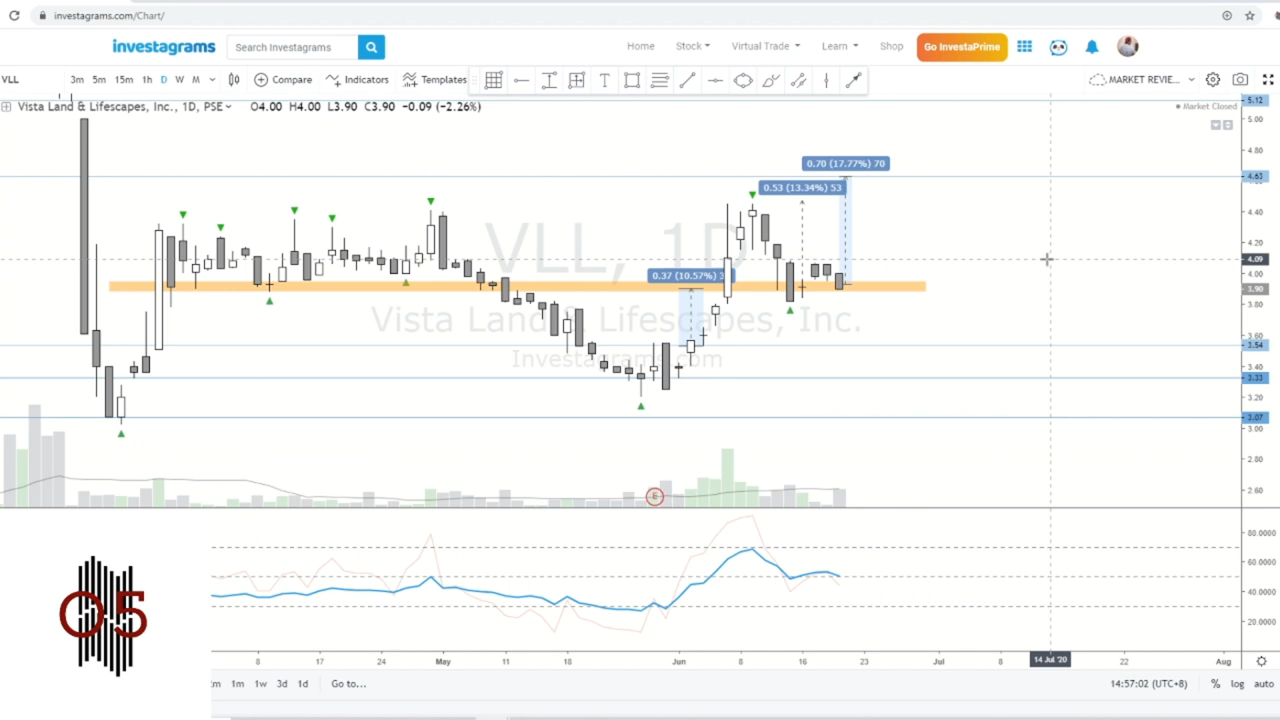 investagrams.com/Chart/
investagrams
Search Investagrams
Home
Stock
Virtual Trade
Learn
Shop
Go InvestaPrime
VLL
3m 5m 15m 1h D W M
Compare
Indicators
Templates
MARKET REVIE...
Vista Land & Lifescapes, Inc., 1D, PSE
O4.00 H4.00 L3.90 C3.90 -0.09 (-2.26%)
Market Closed
5.12
5.00
4.80
4.63
4.40
4.20
4.09
4.00
3.90
3.80
3.60
3.54
3.40
3.33
3.20
3.07
3.00
2.80
2.60
0.70 (17.77%) 70
0.53 (13.34%) 53
0.37 (10.57%)
VLL, 1D
Vista Land & Lifescapes, Inc.
Investagrams.com
E
80.0000
60.0000
40.0000
20.0000
O5
8 17 24 May 11 18 Jun 8 16 23 Jul 8 14 Jul '20 22 Aug
1m 1w 3d 1d
Go to...
14:57:02 (UTC+8)
% log auto